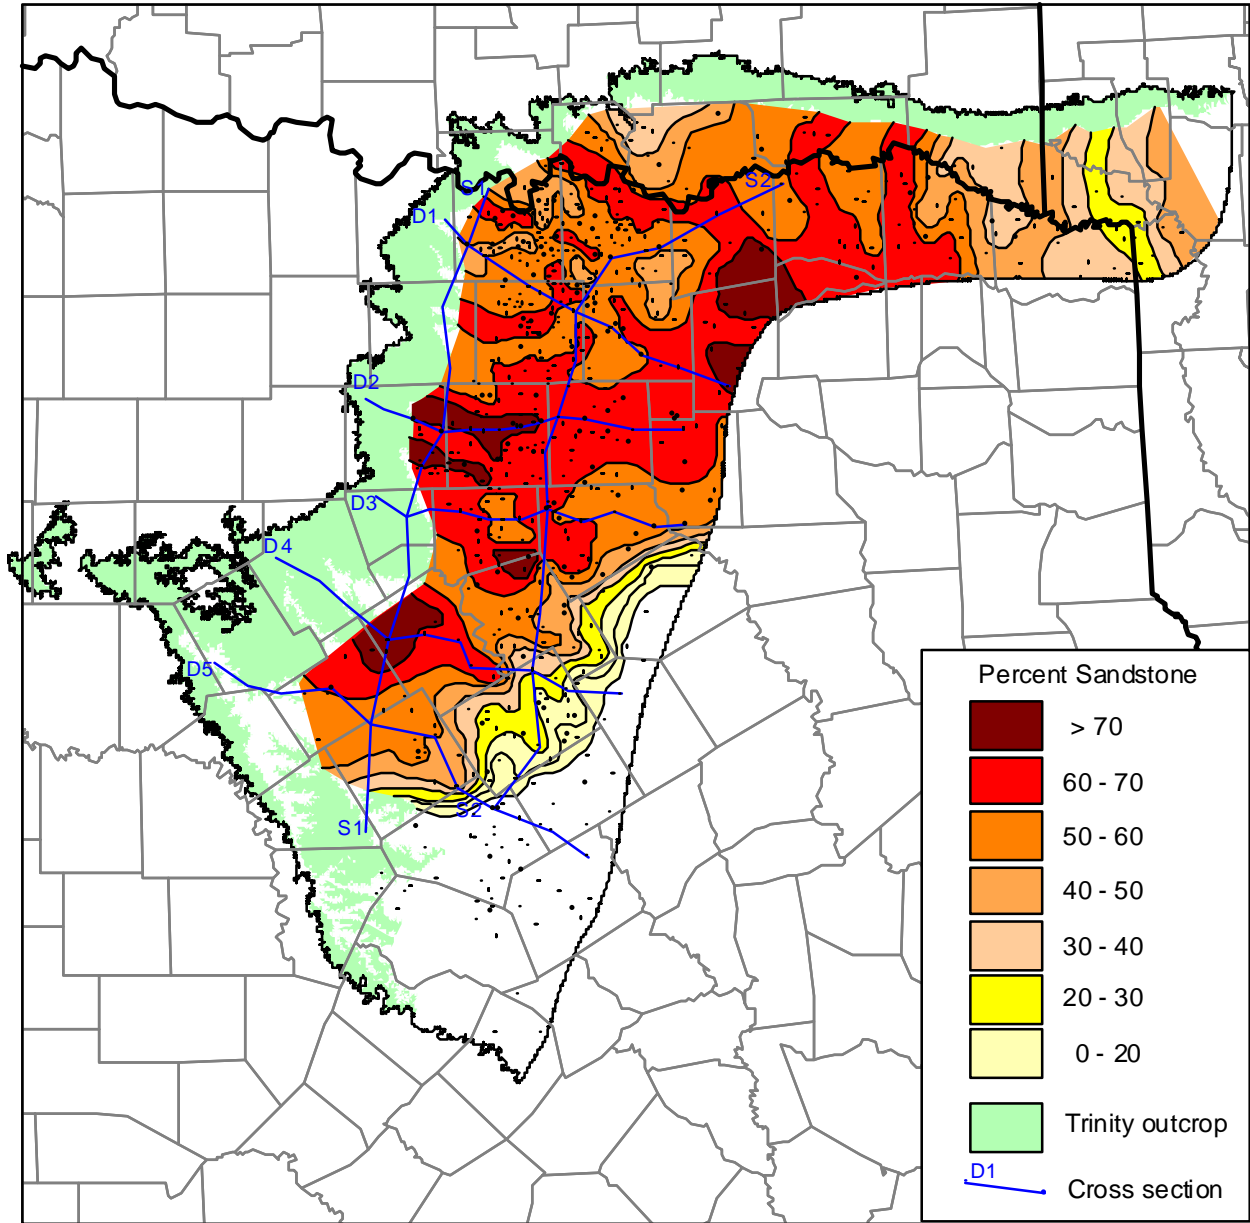 S1
S2
D1
D2
D3
D4
D5
S1
S2
Percent Sandstone
> 70
60 - 70
50 - 60
40 - 50
30 - 40
20 - 30
0 - 20
Trinity outcrop
D1
Cross section